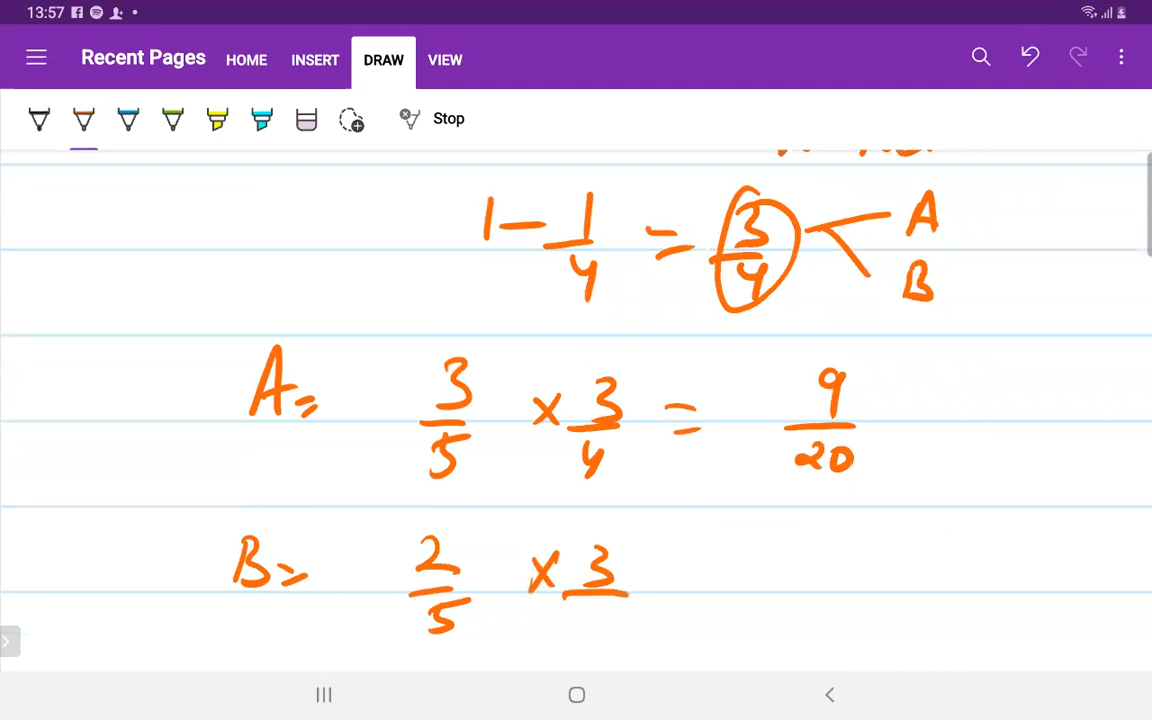 13:57
Recent Pages HOME INSERT DRAW VIEW
Stop
1 - 1/4 = 3/4 A
B
A= 3/5 × 3/4 = 9/20
B= 2/5 × 3